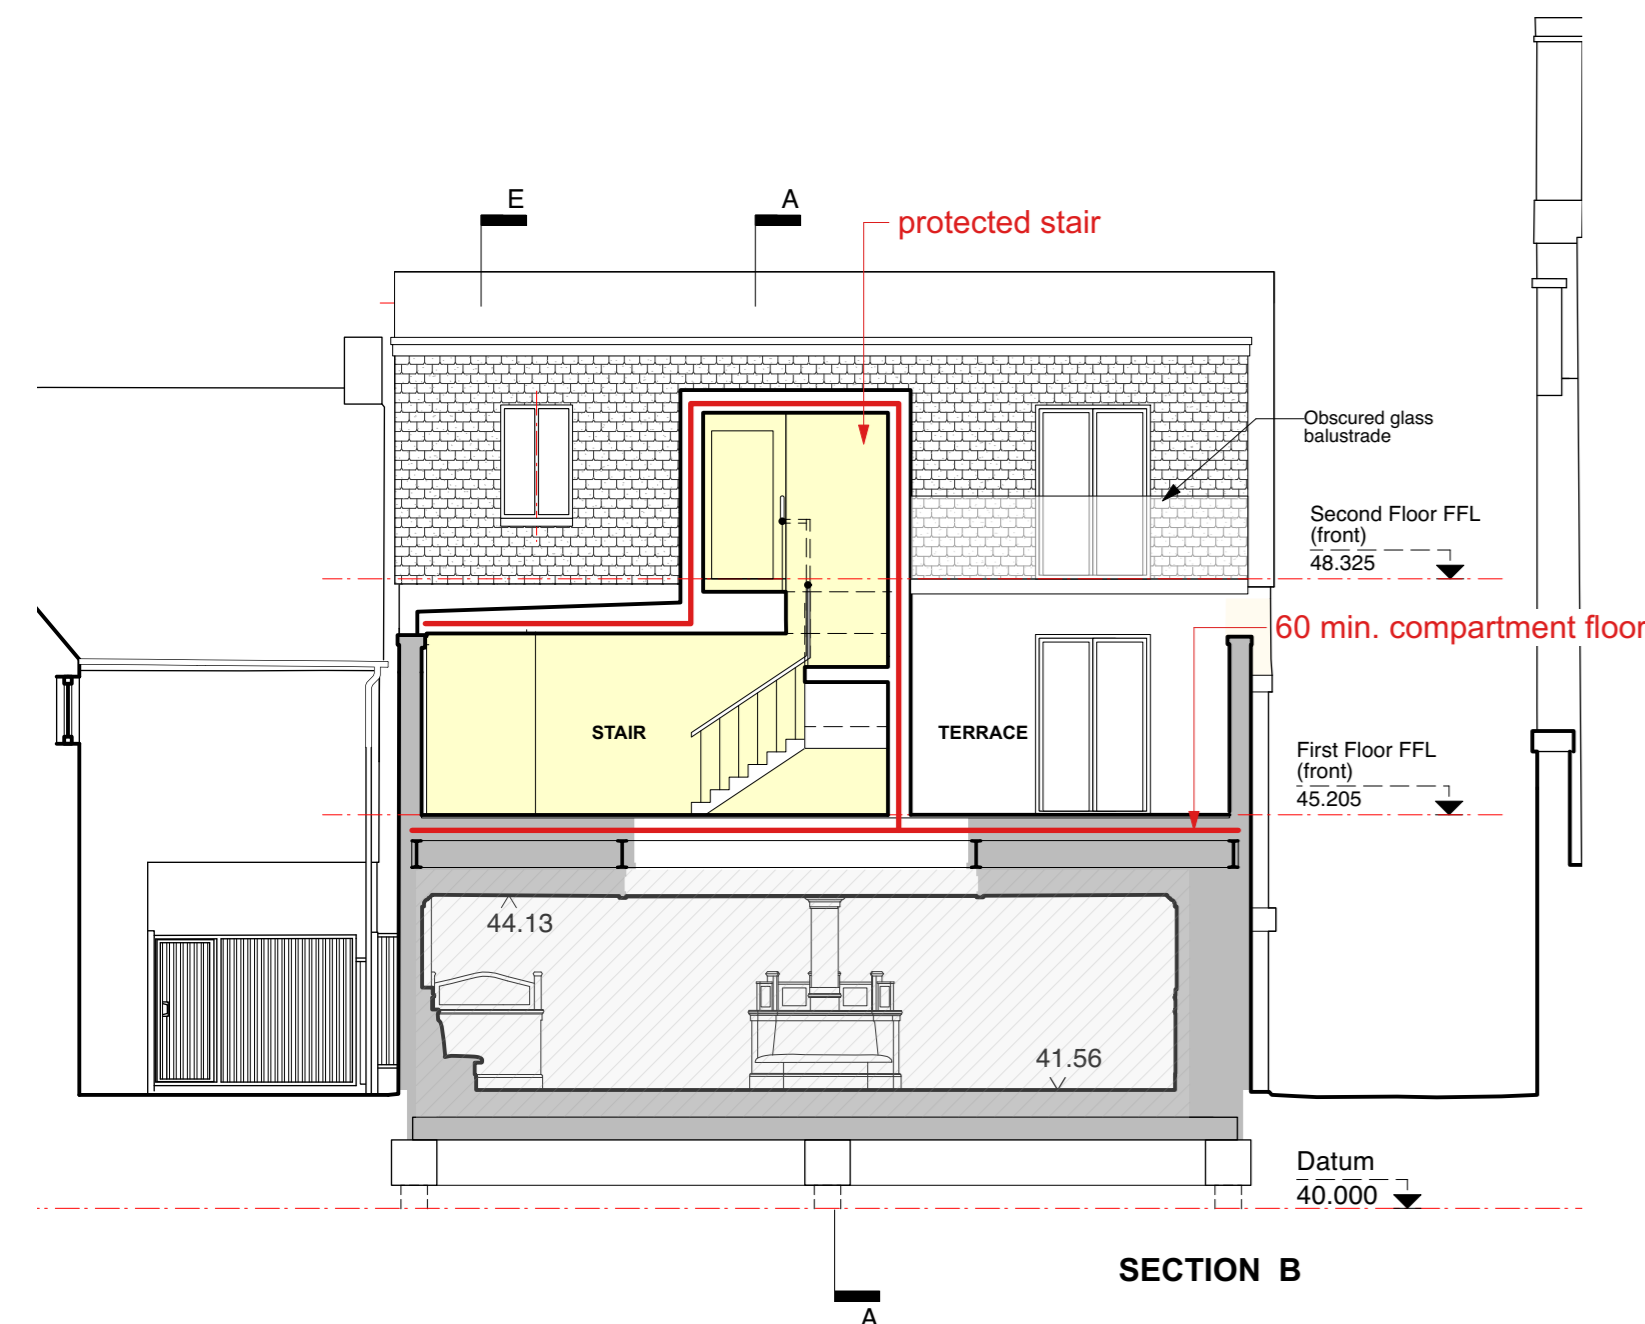 E
A
protected stair
Obscured glass
balustrade
Second Floor FFL
(front)
48.325
60 min. compartment floor
STAIR
TERRACE
First Floor FFL
(front)
45.205
44.13
41.56
Datum
40.000
SECTION B
A